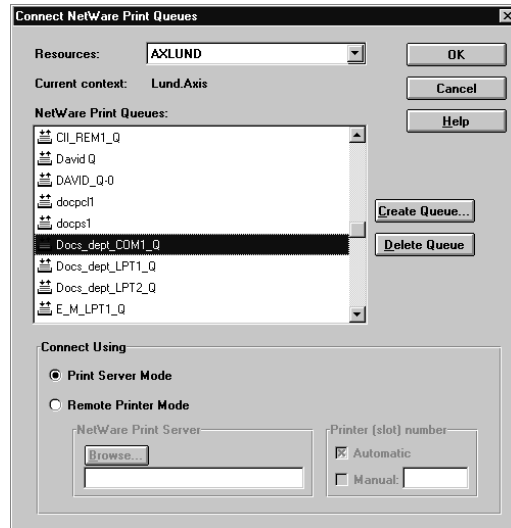 Connect NetWare Print Queues
Resources: AXLUND OK
Current context: Lund.Axis Cancel
NetWare Print Queues: Help
CII_REM1_Q
David Q
DAVID_Q-0
docpcl1
docps1 Create Queue...
Docs_dept_COM1_Q Delete Queue
Docs_dept_LPT1_Q
Docs_dept_LPT2_Q
E_M_LPT1_Q
Connect Using
Print Server Mode
Remote Printer Mode
NetWare Print Server Printer (slot) number
Browse... Automatic
Manual: